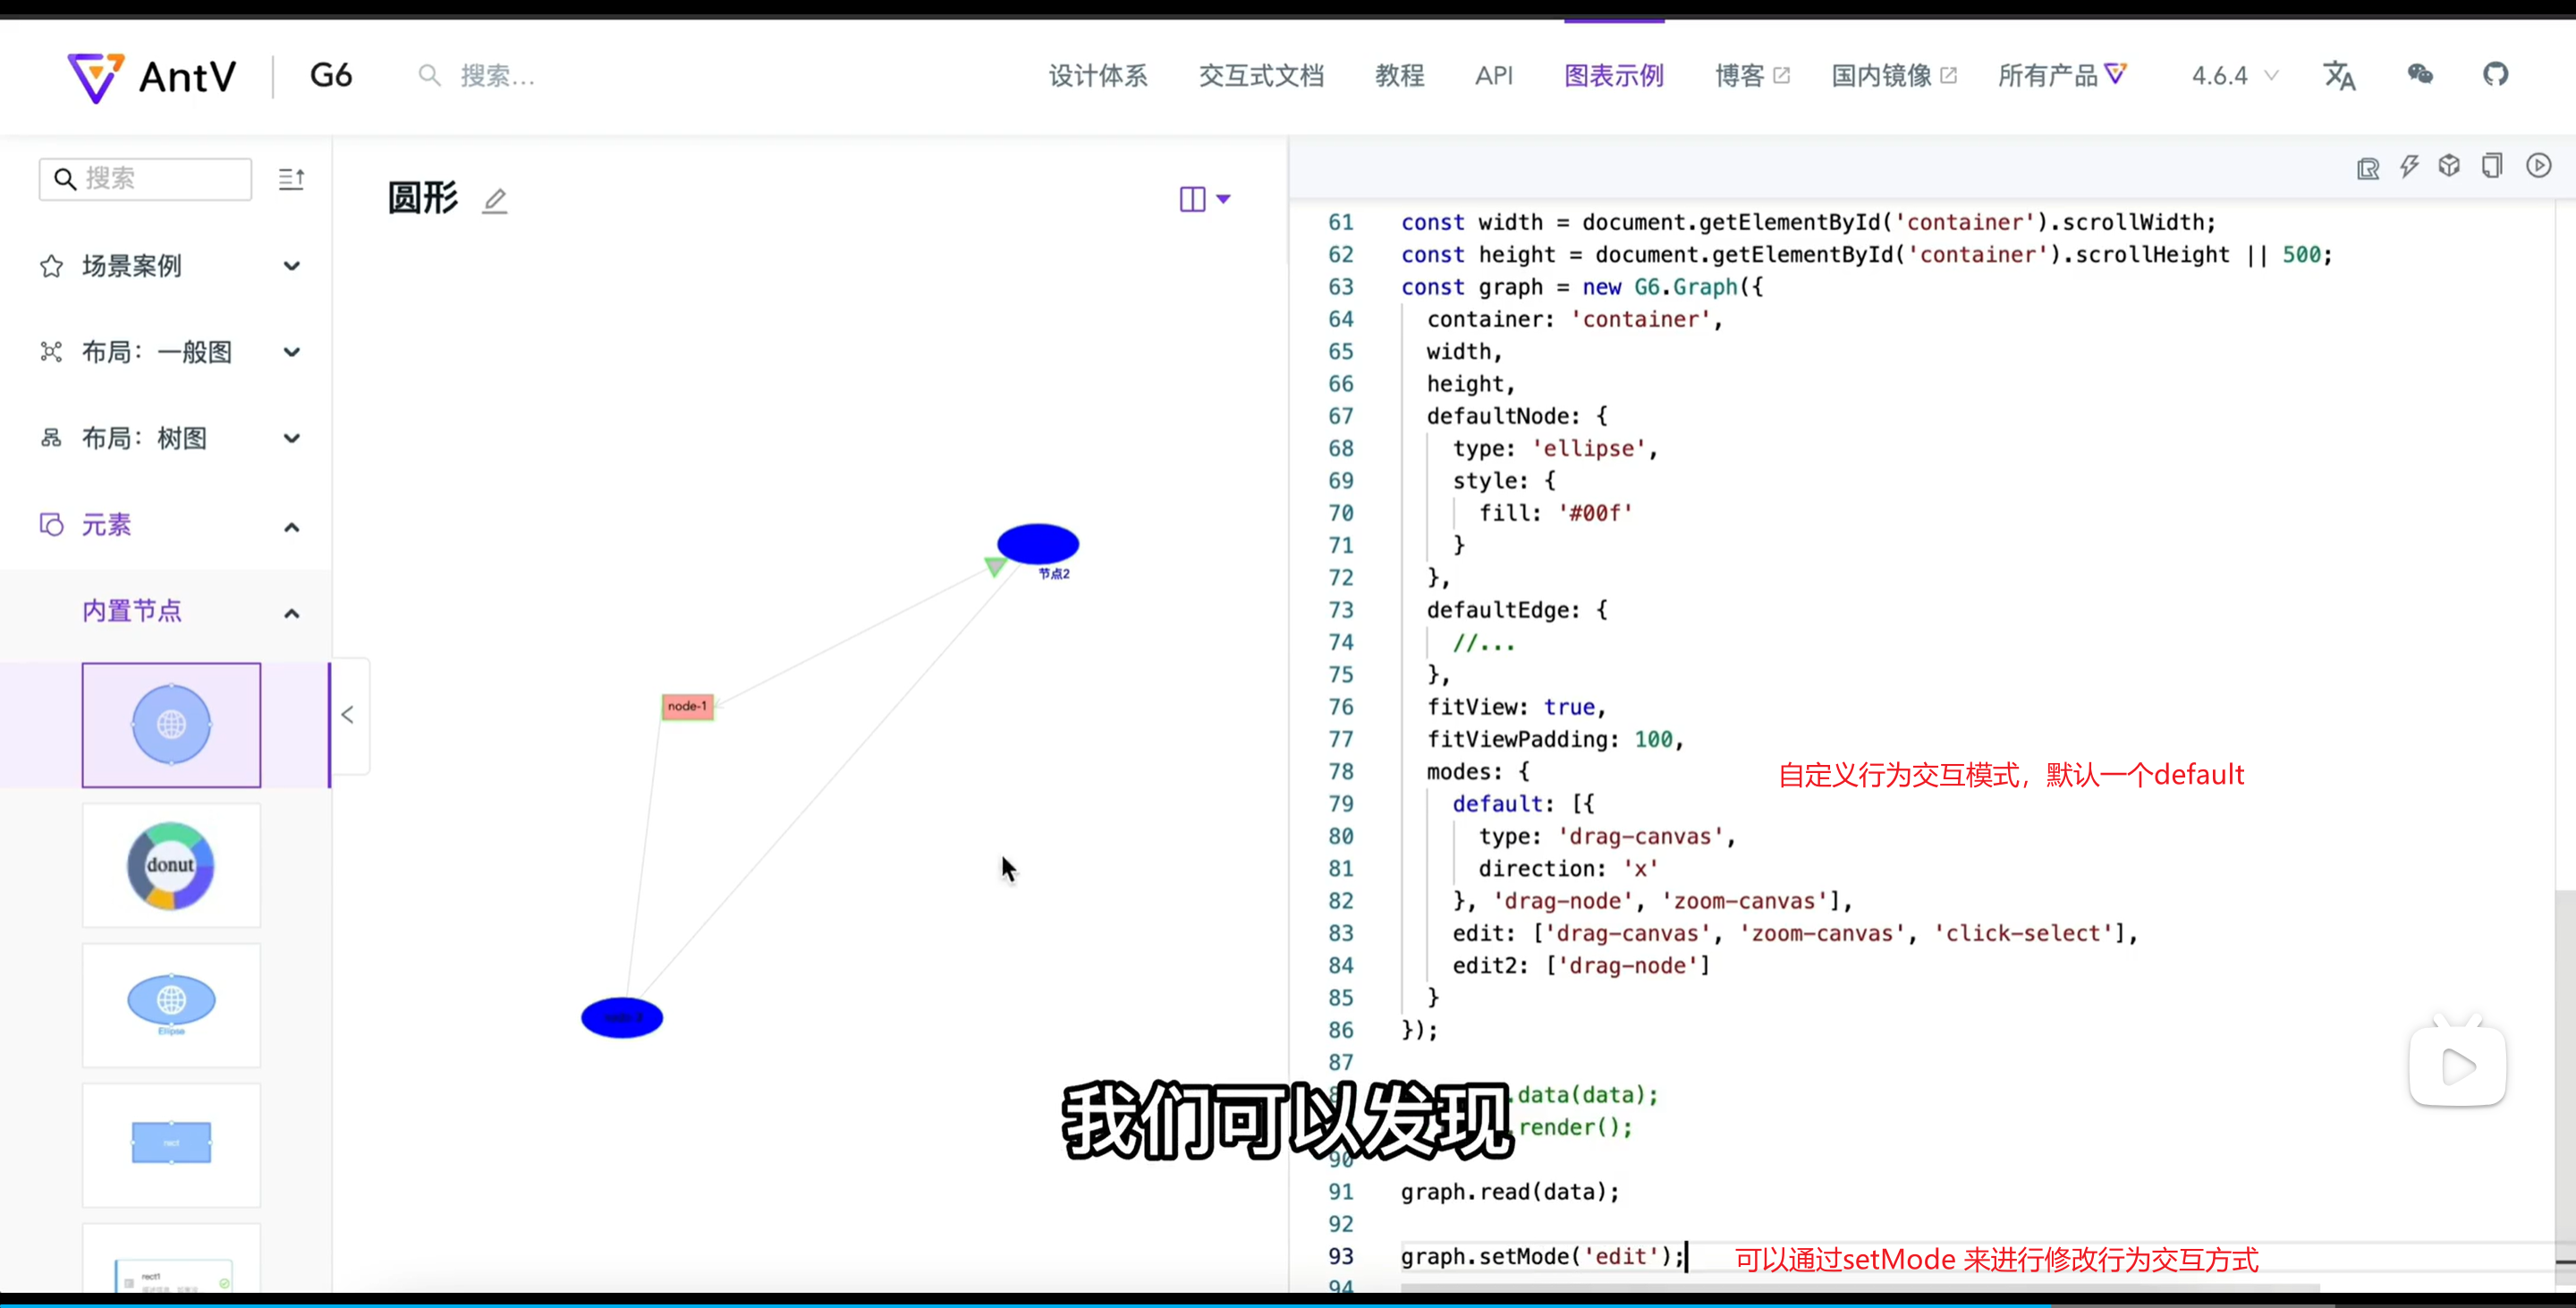 AntV
G6
搜索...
设计体系
交互式文档
教程
API
图表示例
博客
国内镜像
所有产品
4.6.4
搜索
场景案例
布局：一般图
布局：树图
元素
内置节点
donut
Ellipse
rect
rect1
圆形
节点2
node-1
61 const width = document.getElementById('container').scrollWidth;
62 const height = document.getElementById('container').scrollHeight || 500;
63 const graph = new G6.Graph({
64 container: 'container',
65 width,
66 height,
67 defaultNode: {
68 type: 'ellipse',
69 style: {
70 fill: '#00f'
71 }
72 },
73 defaultEdge: {
74 //...
75 },
76 fitView: true,
77 fitViewPadding: 100,
78 modes: {
自定义行为交互模式，默认一个default
79 default: [{
80 type: 'drag-canvas',
81 direction: 'x'
82 }, 'drag-node', 'zoom-canvas'],
83 edit: ['drag-canvas', 'zoom-canvas', 'click-select'],
84 edit2: ['drag-node']
85 }
86 });
87
.data(data);
.render();
我们可以发现
90
91 graph.read(data);
92
93 graph.setMode('edit');
可以通过setMode 来进行修改行为交互方式
94